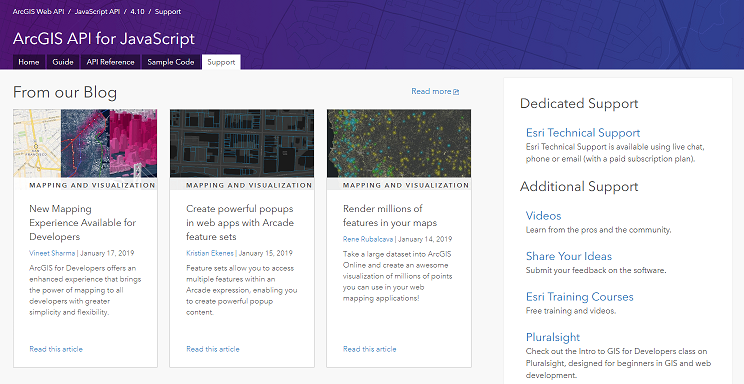 ArcGIS Web API / JavaScript API / 4.10 / Support
ArcGIS API for JavaScript
Home Guide API Reference Sample Code Support
From our Blog
Read more
MAPPING AND VISUALIZATION
New Mapping
Experience Available for
Developers
Vineet Sharma | January 17, 2019
ArcGIS for Developers offers an
enhanced experience that brings
the power of mapping to all
developers with greater
simplicity and flexibility.
Read this article
MAPPING AND VISUALIZATION
Create powerful popups
in web apps with Arcade
feature sets
Kristian Ekenes | January 15, 2019
Feature sets allow you to access
multiple features within an
Arcade expression, enabling you
to create powerful popup
content.
Read this article
MAPPING AND VISUALIZATION
Render millions of
features in your maps
Rene Rubalcava | January 14, 2019
Take a large dataset into ArcGIS
Online and create an awesome
visualization of millions of points
you can use in your web
mapping applications!
Read this article
Dedicated Support
Esri Technical Support
Esri Technical Support is available using live chat,
phone or email (with a paid subscription plan).
Additional Support
Videos
Learn from the pros and the community.
Share Your Ideas
Submit your feedback on the software.
Esri Training Courses
Free training and videos.
Pluralsight
Check out the Intro to GIS for Developers class on
Pluralsight, designed for beginners in GIS and web
development.